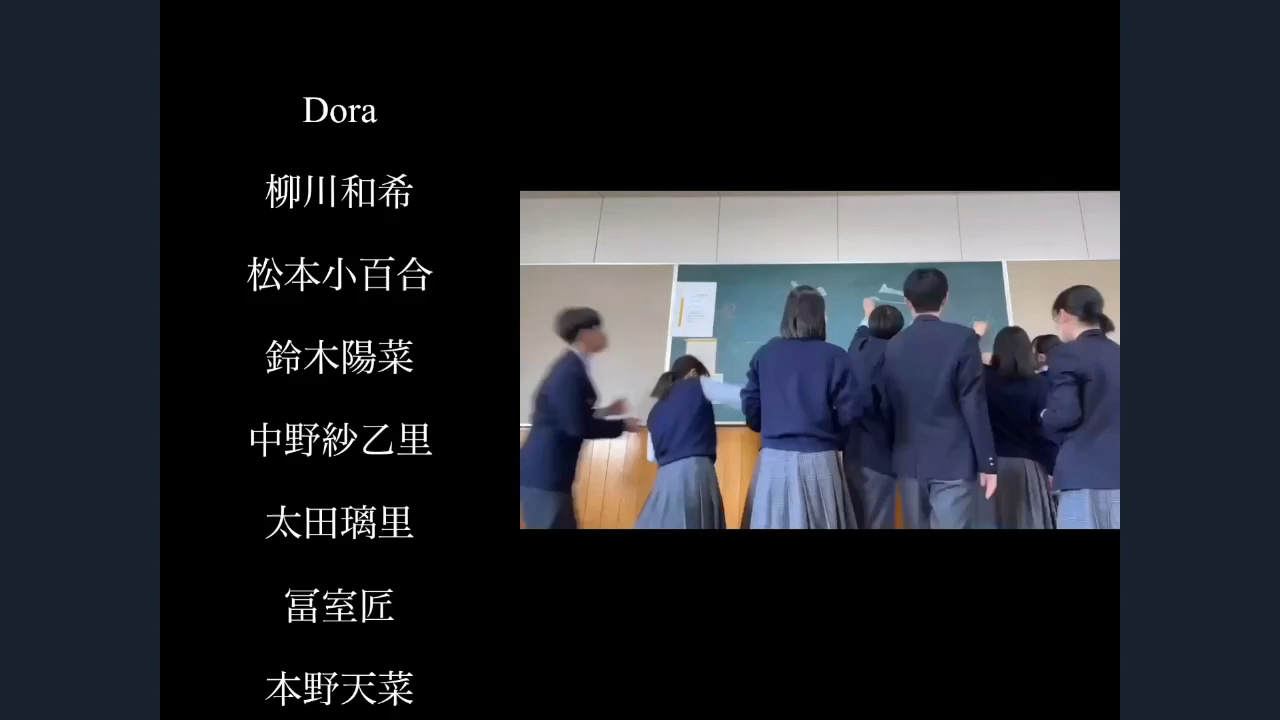 Dora
柳川和希
松本小百合
鈴木陽菜
中野紗乙里
太田璃里
冨室匠
本野天菜